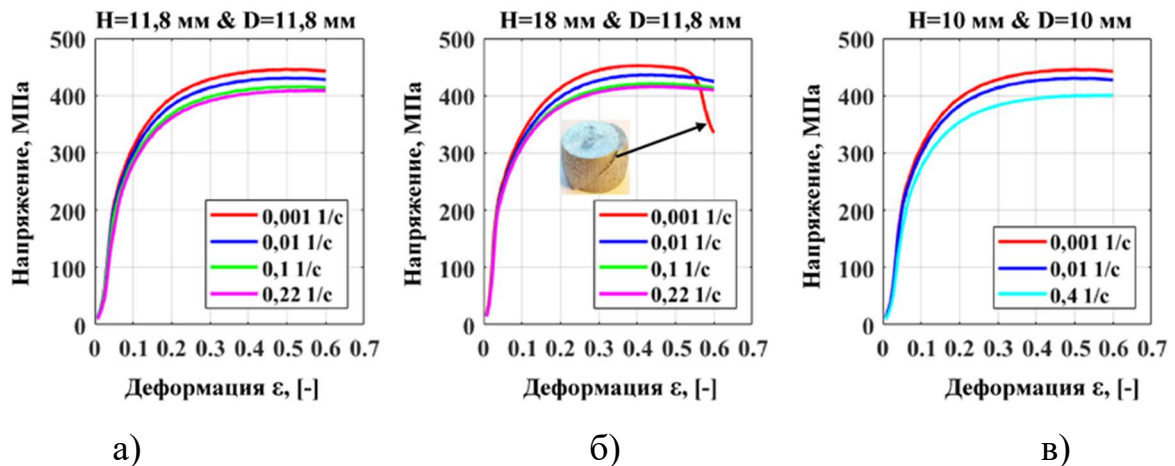 H=11,8 мм & D=11,8 мм
500
400
300
200
100
0
0 0.1 0.2 0.3 0.4 0.5 0.6 0.7
Напряжение, МПа
Деформация ε, [-]
0,001 1/с
0,01 1/с
0,1 1/с
0,22 1/с
а)
H=18 мм & D=11,8 мм
500
400
300
200
100
0
0 0.1 0.2 0.3 0.4 0.5 0.6 0.7
Напряжение, МПа
Деформация ε, [-]
0,001 1/с
0,01 1/с
0,1 1/с
0,22 1/с
б)
H=10 мм & D=10 мм
500
400
300
200
100
0
0 0.1 0.2 0.3 0.4 0.5 0.6 0.7
Напряжение, МПа
Деформация ε, [-]
0,001 1/с
0,01 1/с
0,4 1/с
в)